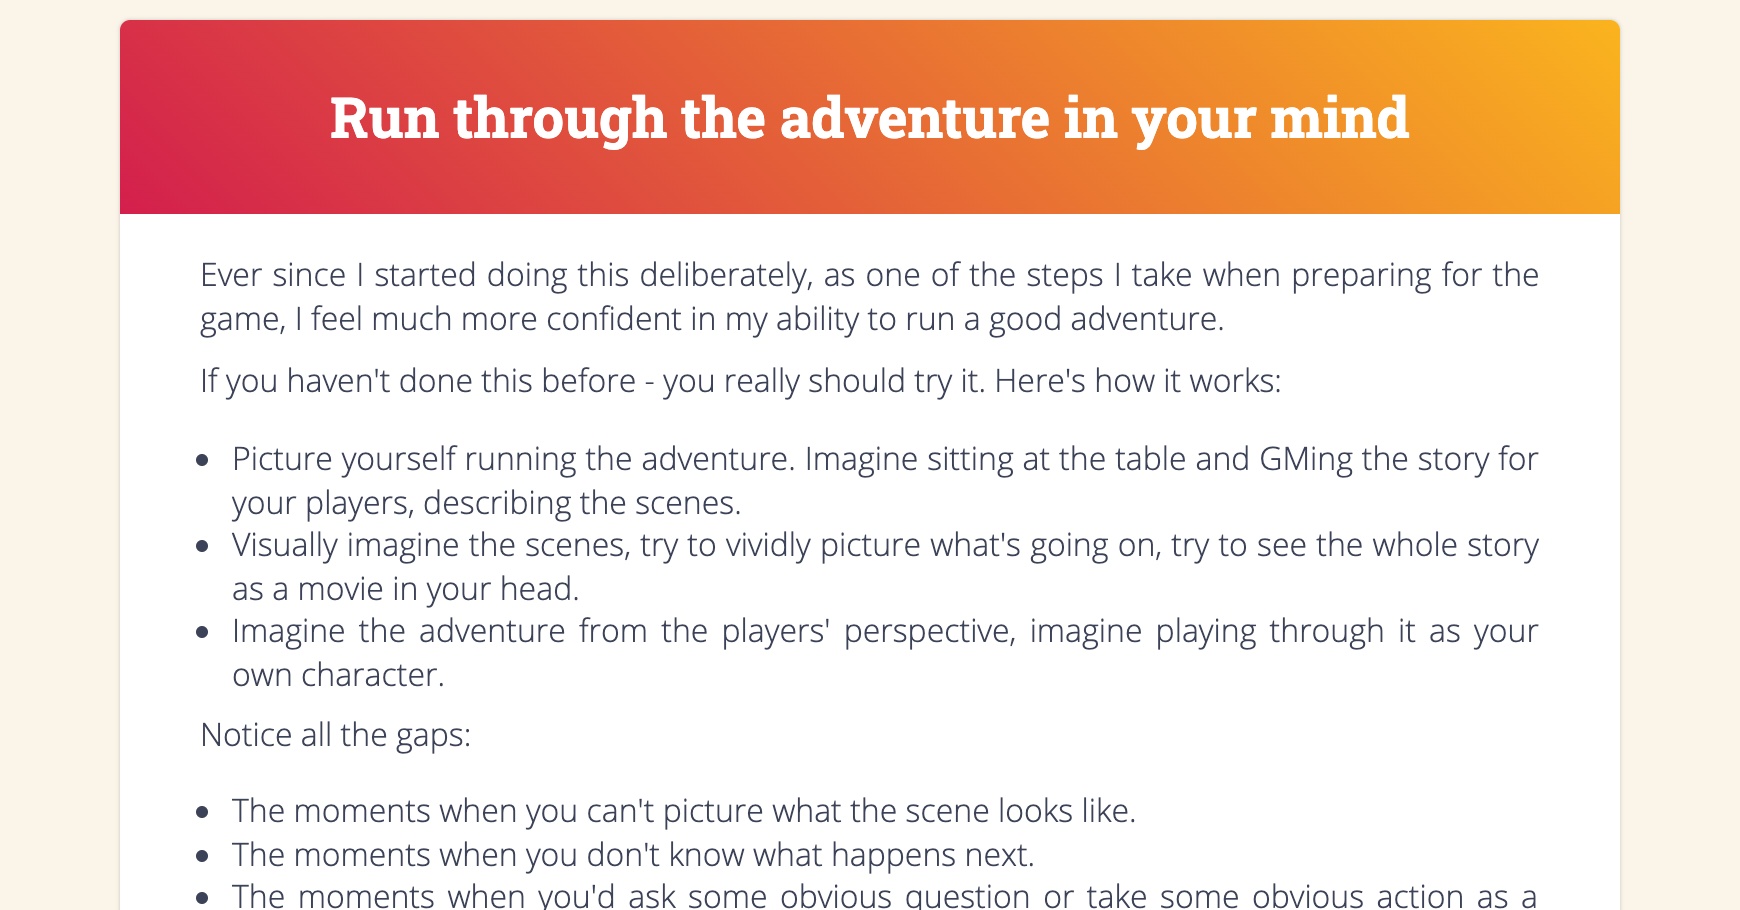 Run through the adventure in your mind
Ever since I started doing this deliberately, as one of the steps I take when preparing for the
game, I feel much more confident in my ability to run a good adventure.
If you haven't done this before - you really should try it. Here's how it works:
• Picture yourself running the adventure. Imagine sitting at the table and GMing the story for
your players, describing the scenes.
• Visually imagine the scenes, try to vividly picture what's going on, try to see the whole story
as a movie in your head.
• Imagine the adventure from the players' perspective, imagine playing through it as your
own character.
Notice all the gaps:
• The moments when you can't picture what the scene looks like.
• The moments when you don't know what happens next.
• The moments when you'd ask some obvious question or take some obvious action as a